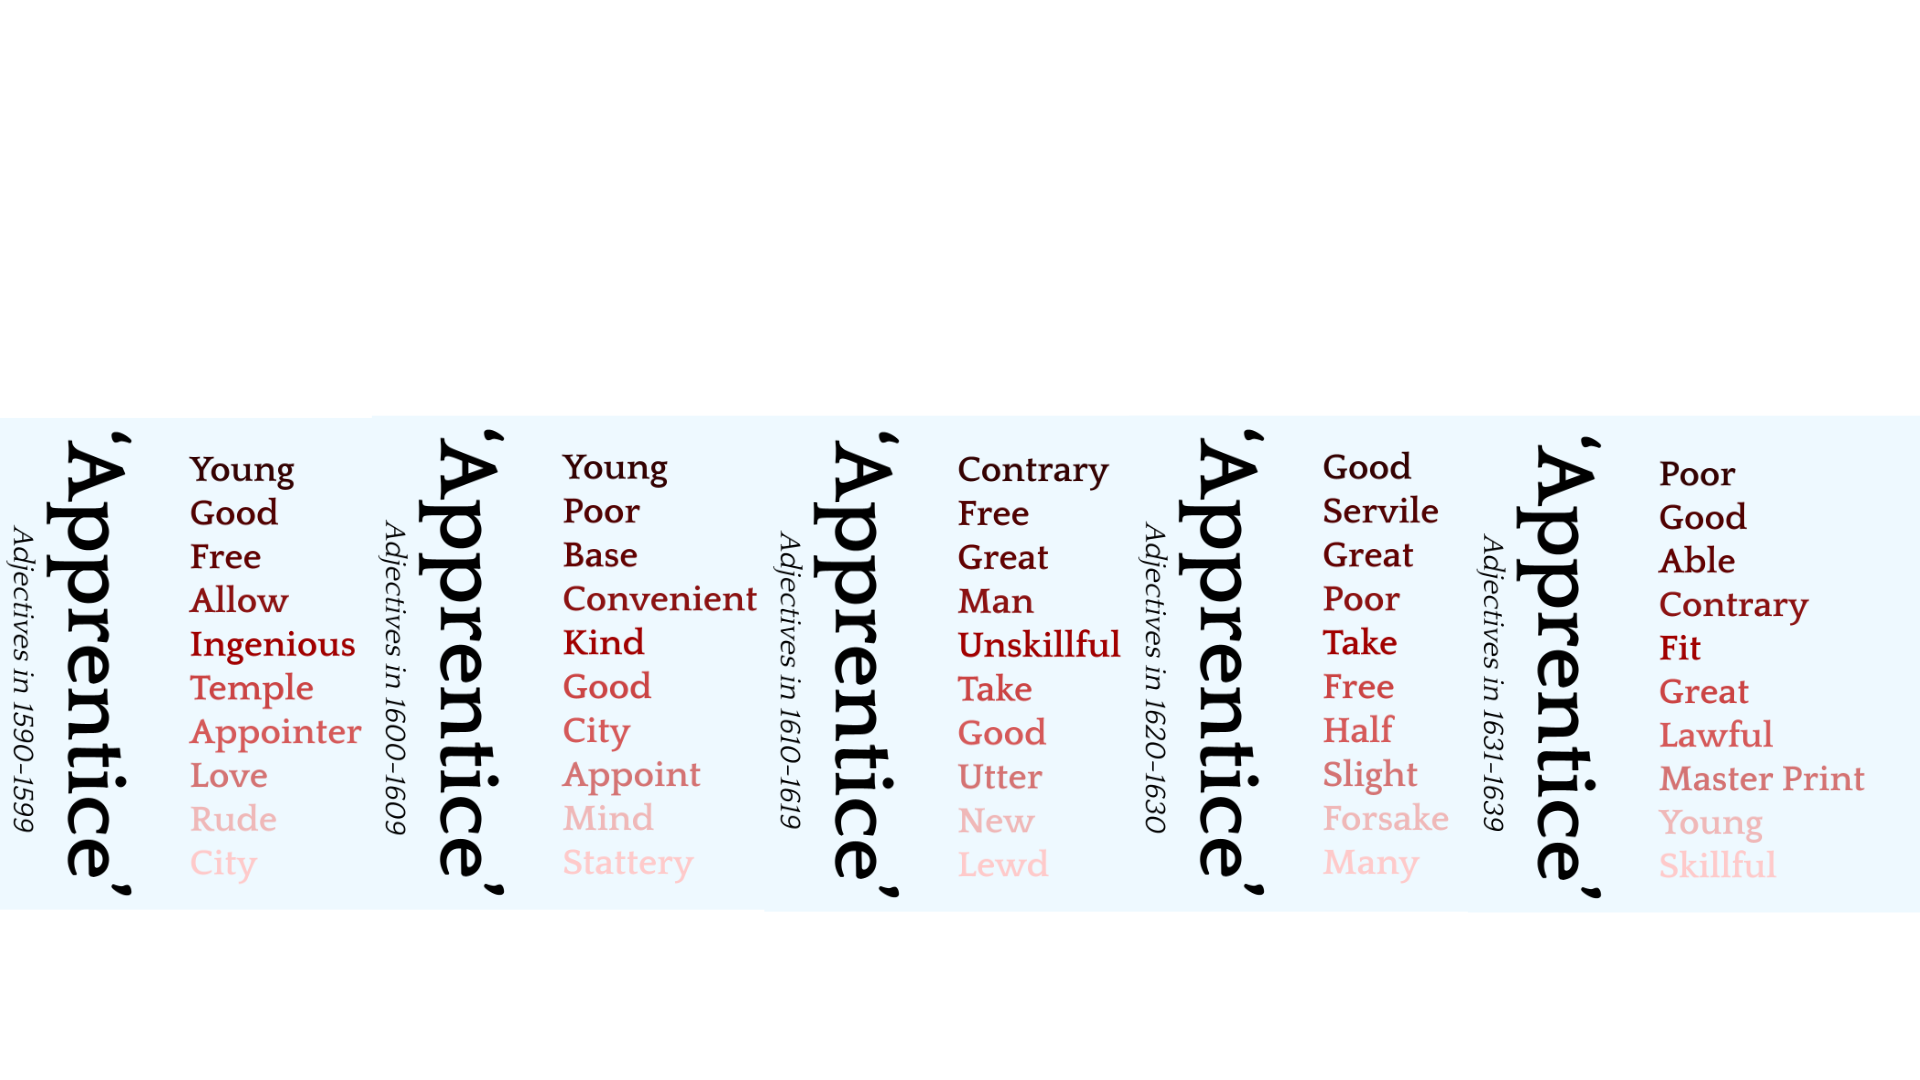 Adjectives in 1590-1599
‘Apprentice’
Young
Good
Free
Allow
Ingenious
Temple
Appointer
Love
Rude
City
Adjectives in 1600-1609
‘Apprentice’
Young
Poor
Base
Convenient
Kind
Good
City
Appoint
Mind
Stattery
Adjectives in 1610-1619
‘Apprentice’
Contrary
Free
Great
Man
Unskillful
Take
Good
Utter
New
Lewd
Adjectives in 1620-1630
‘Apprentice’
Good
Servile
Great
Poor
Take
Free
Half
Slight
Forsake
Many
Adjectives in 1631-1639
‘Apprentice’
Poor
Good
Able
Contrary
Fit
Great
Lawful
Master Print
Young
Skillful